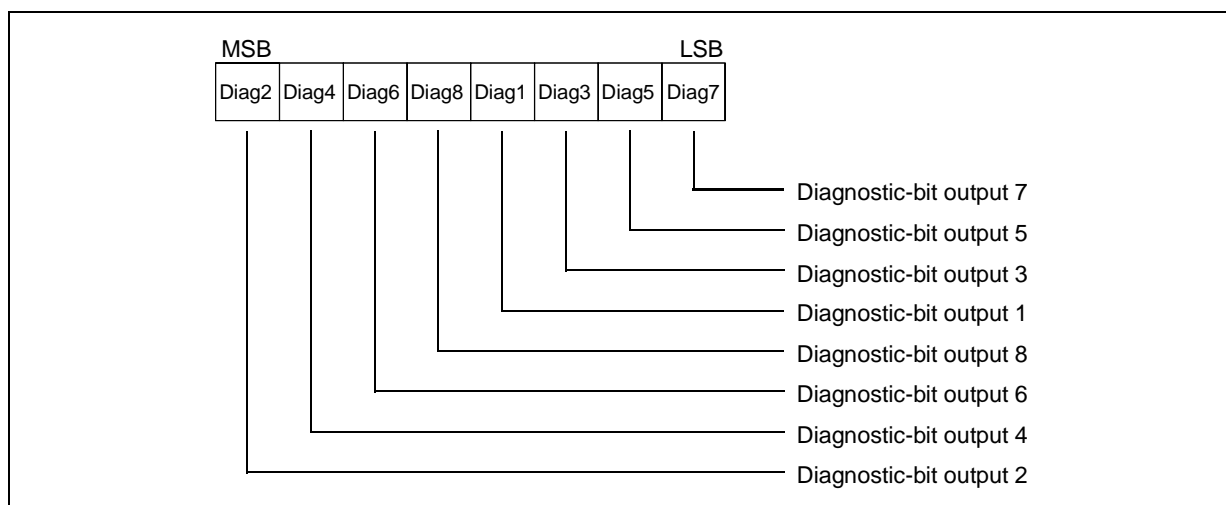 MSB LSB
Diag2 Diag4 Diag6 Diag8 Diag1 Diag3 Diag5 Diag7
Diagnostic-bit output 7
Diagnostic-bit output 5
Diagnostic-bit output 3
Diagnostic-bit output 1
Diagnostic-bit output 8
Diagnostic-bit output 6
Diagnostic-bit output 4
Diagnostic-bit output 2